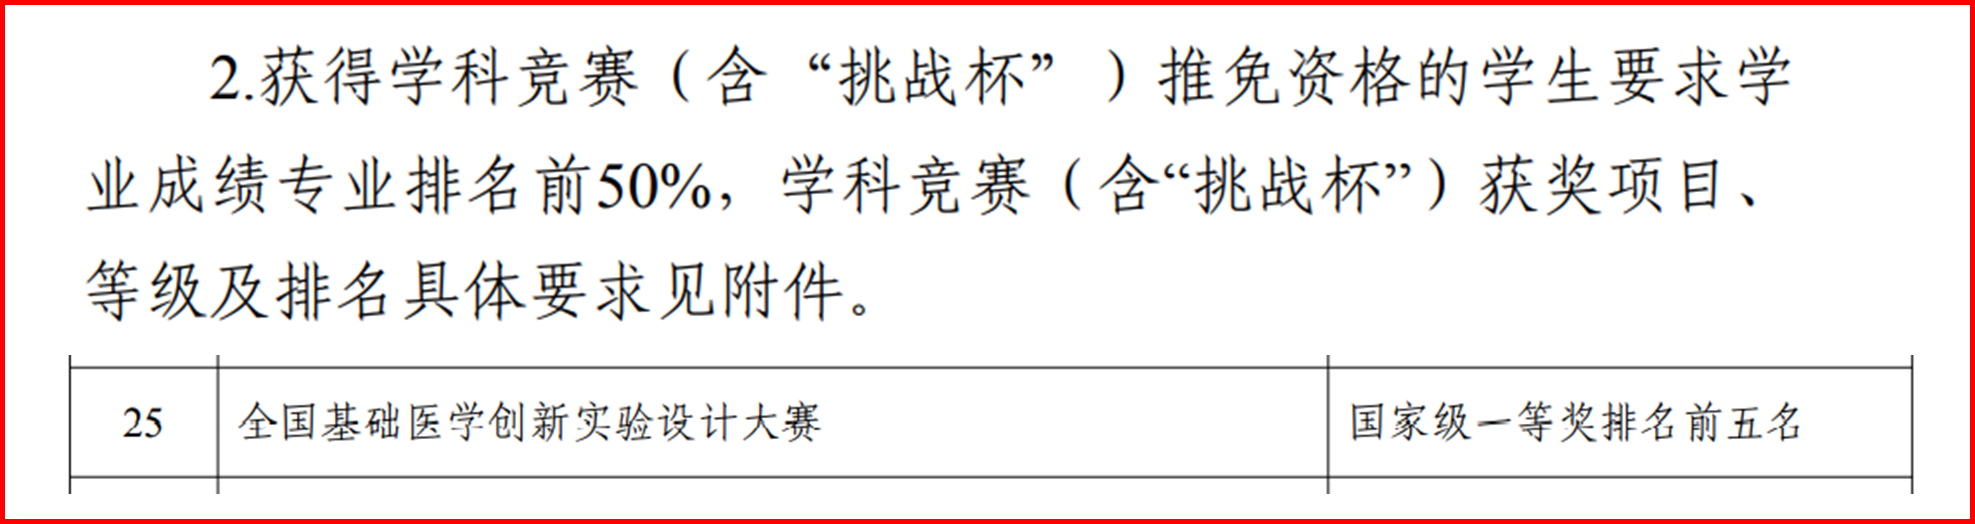 2.获得学科竞赛（含“挑战杯”）推免资格的学生要求学
业成绩专业排名前50%，学科竞赛（含“挑战杯”）获奖项目、
等级及排名具体要求见附件。
25 全国基础医学创新实验设计大赛 国家级一等奖排名前五名